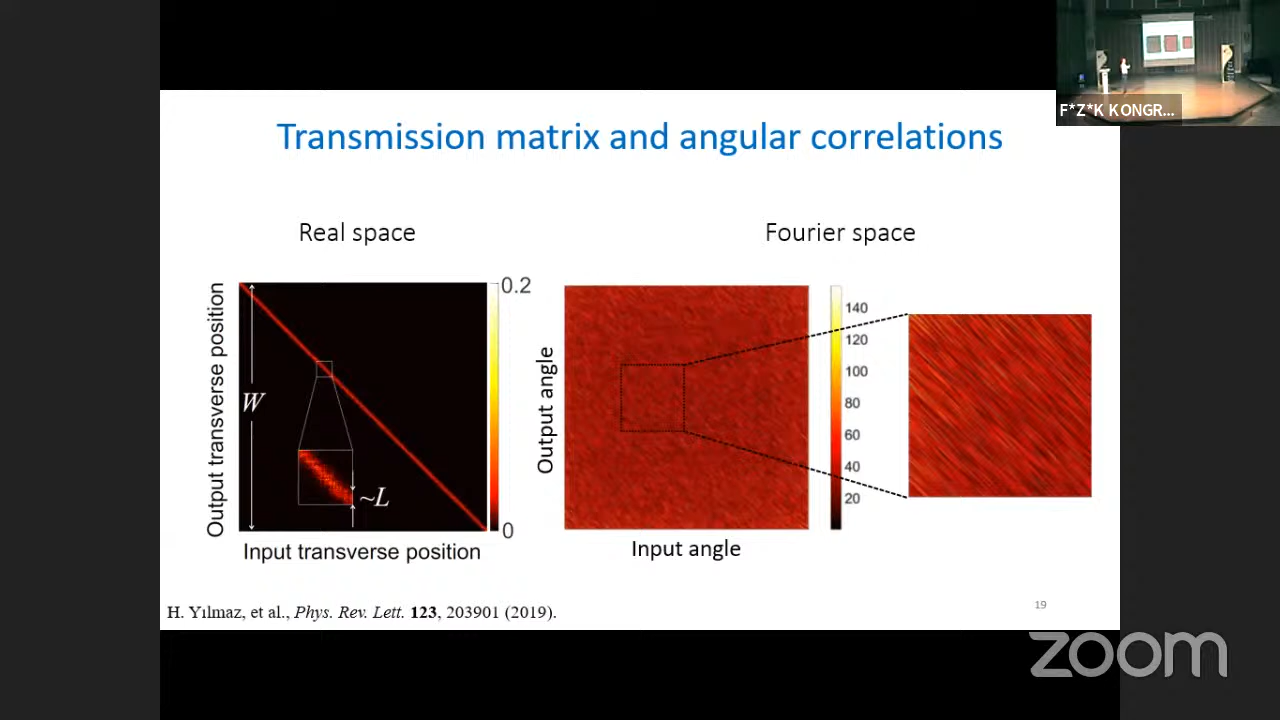 F*Z*K KONGR...
Transmission matrix and angular correlations
Real space
Fourier space
Output transverse position
W
~L
0.2
0
Input transverse position
Output angle
Input angle
140
120
100
80
60
40
20
H. Yılmaz, et al., Phys. Rev. Lett. 123, 203901 (2019).
19
zoom